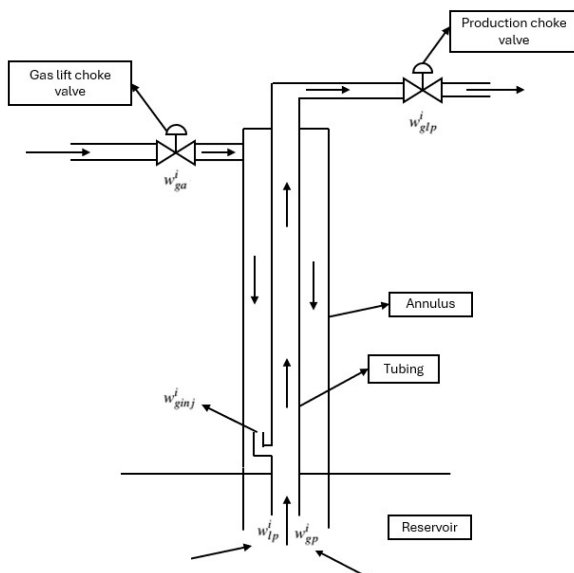 Production choke
valve
Gas lift choke
valve
w^i_{glp}
w^i_{ga}
Annulus
Tubing
w^i_{ginj}
w^i_{lp}
w^i_{gp}
Reservoir